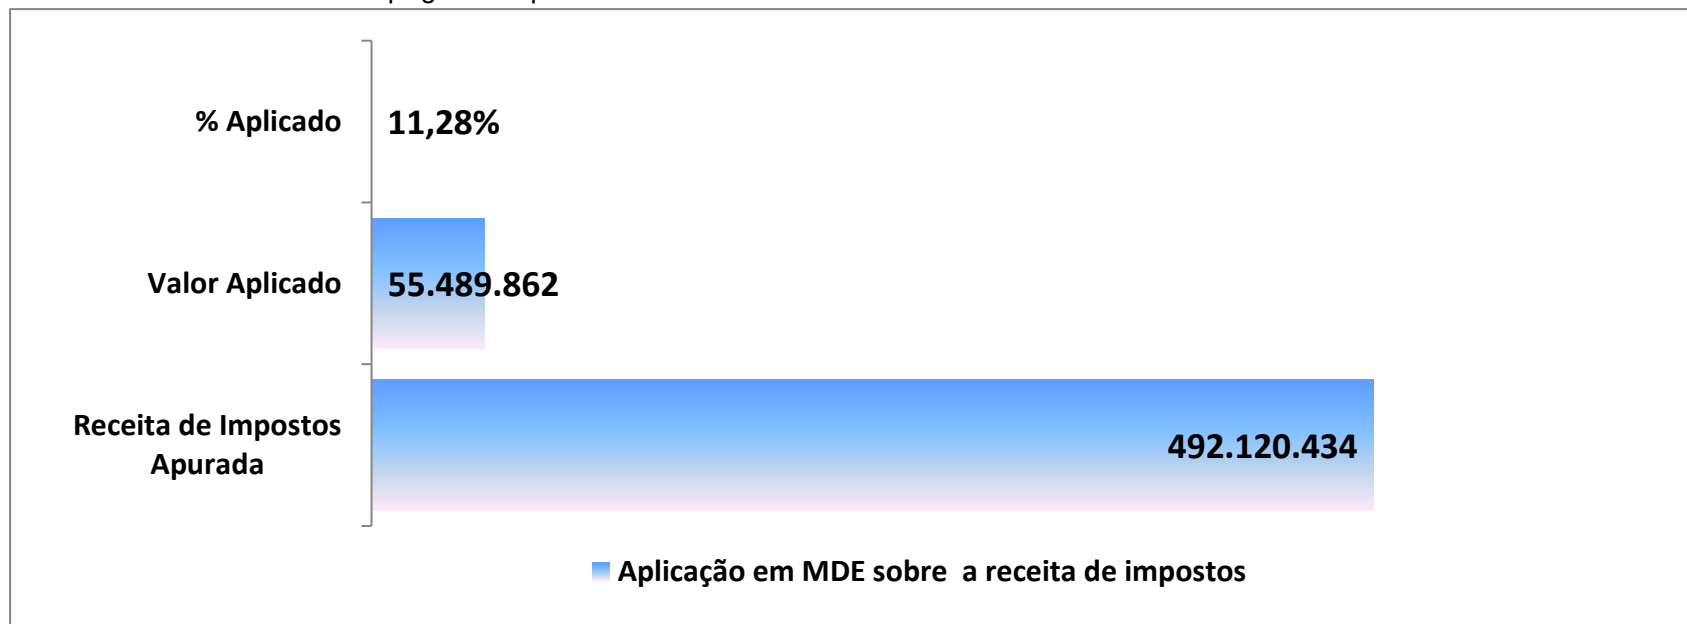 % Aplicado
11,28%
Valor Aplicado
55.489.862
Receita de Impostos
Apurada
492.120.434
Aplicação em MDE sobre  a receita de impostos